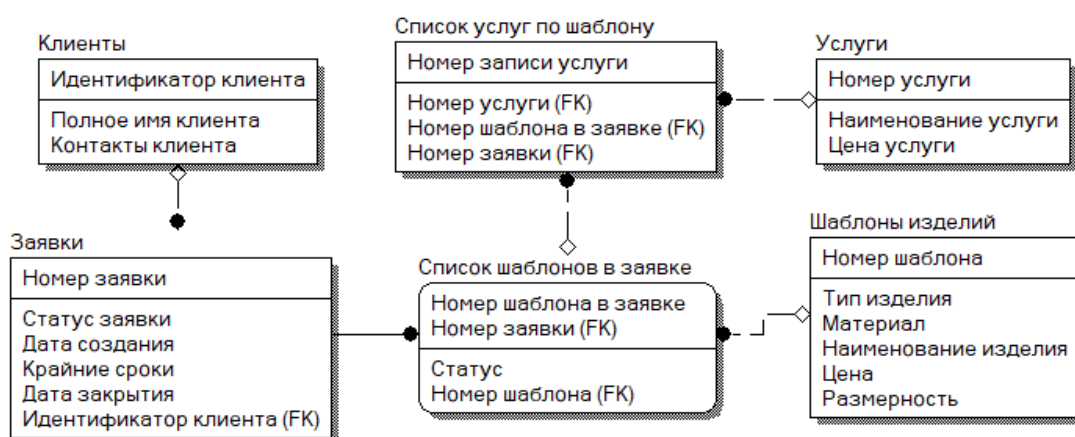 Клиенты
Идентификатор клиента
Полное имя клиента
Контакты клиента
Список услуг по шаблону
Номер записи услуги
Номер услуги (FK)
Номер шаблона в заявке (FK)
Номер заявки (FK)
Услуги
Номер услуги
Наименование услуги
Цена услуги
Заявки
Номер заявки
Статус заявки
Дата создания
Крайние сроки
Дата закрытия
Идентификатор клиента (FK)
Список шаблонов в заявке
Номер шаблона в заявке
Номер заявки (FK)
Статус
Номер шаблона (FK)
Шаблоны изделий
Номер шаблона
Тип изделия
Материал
Наименование изделия
Цена
Размерность